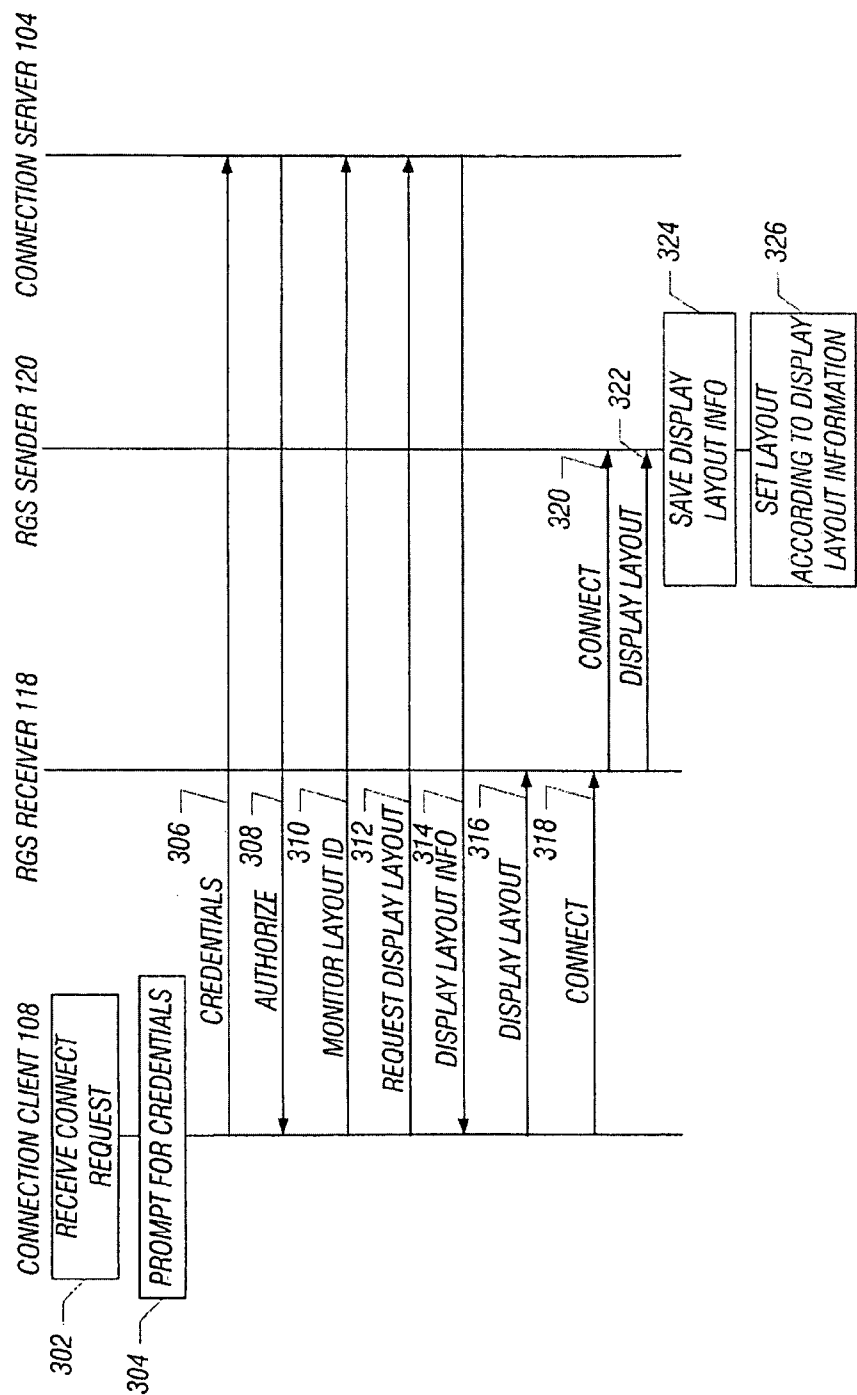 CONNECTION CLIENT 108
RGS RECEIVER 118
RGS SENDER 120
CONNECTION SERVER 104
302
RECEIVE CONNECT
REQUEST
304
PROMPT FOR CREDENTIALS
CREDENTIALS
306
AUTHORIZE
308
MONITOR LAYOUT ID
310
REQUEST DISPLAY LAYOUT
312
DISPLAY LAYOUT INFO
314
DISPLAY LAYOUT
316
CONNECT
318
CONNECT
320
DISPLAY LAYOUT
322
SAVE DISPLAY
LAYOUT INFO
324
SET LAYOUT
ACCORDING TO DISPLAY
LAYOUT INFORMATION
326